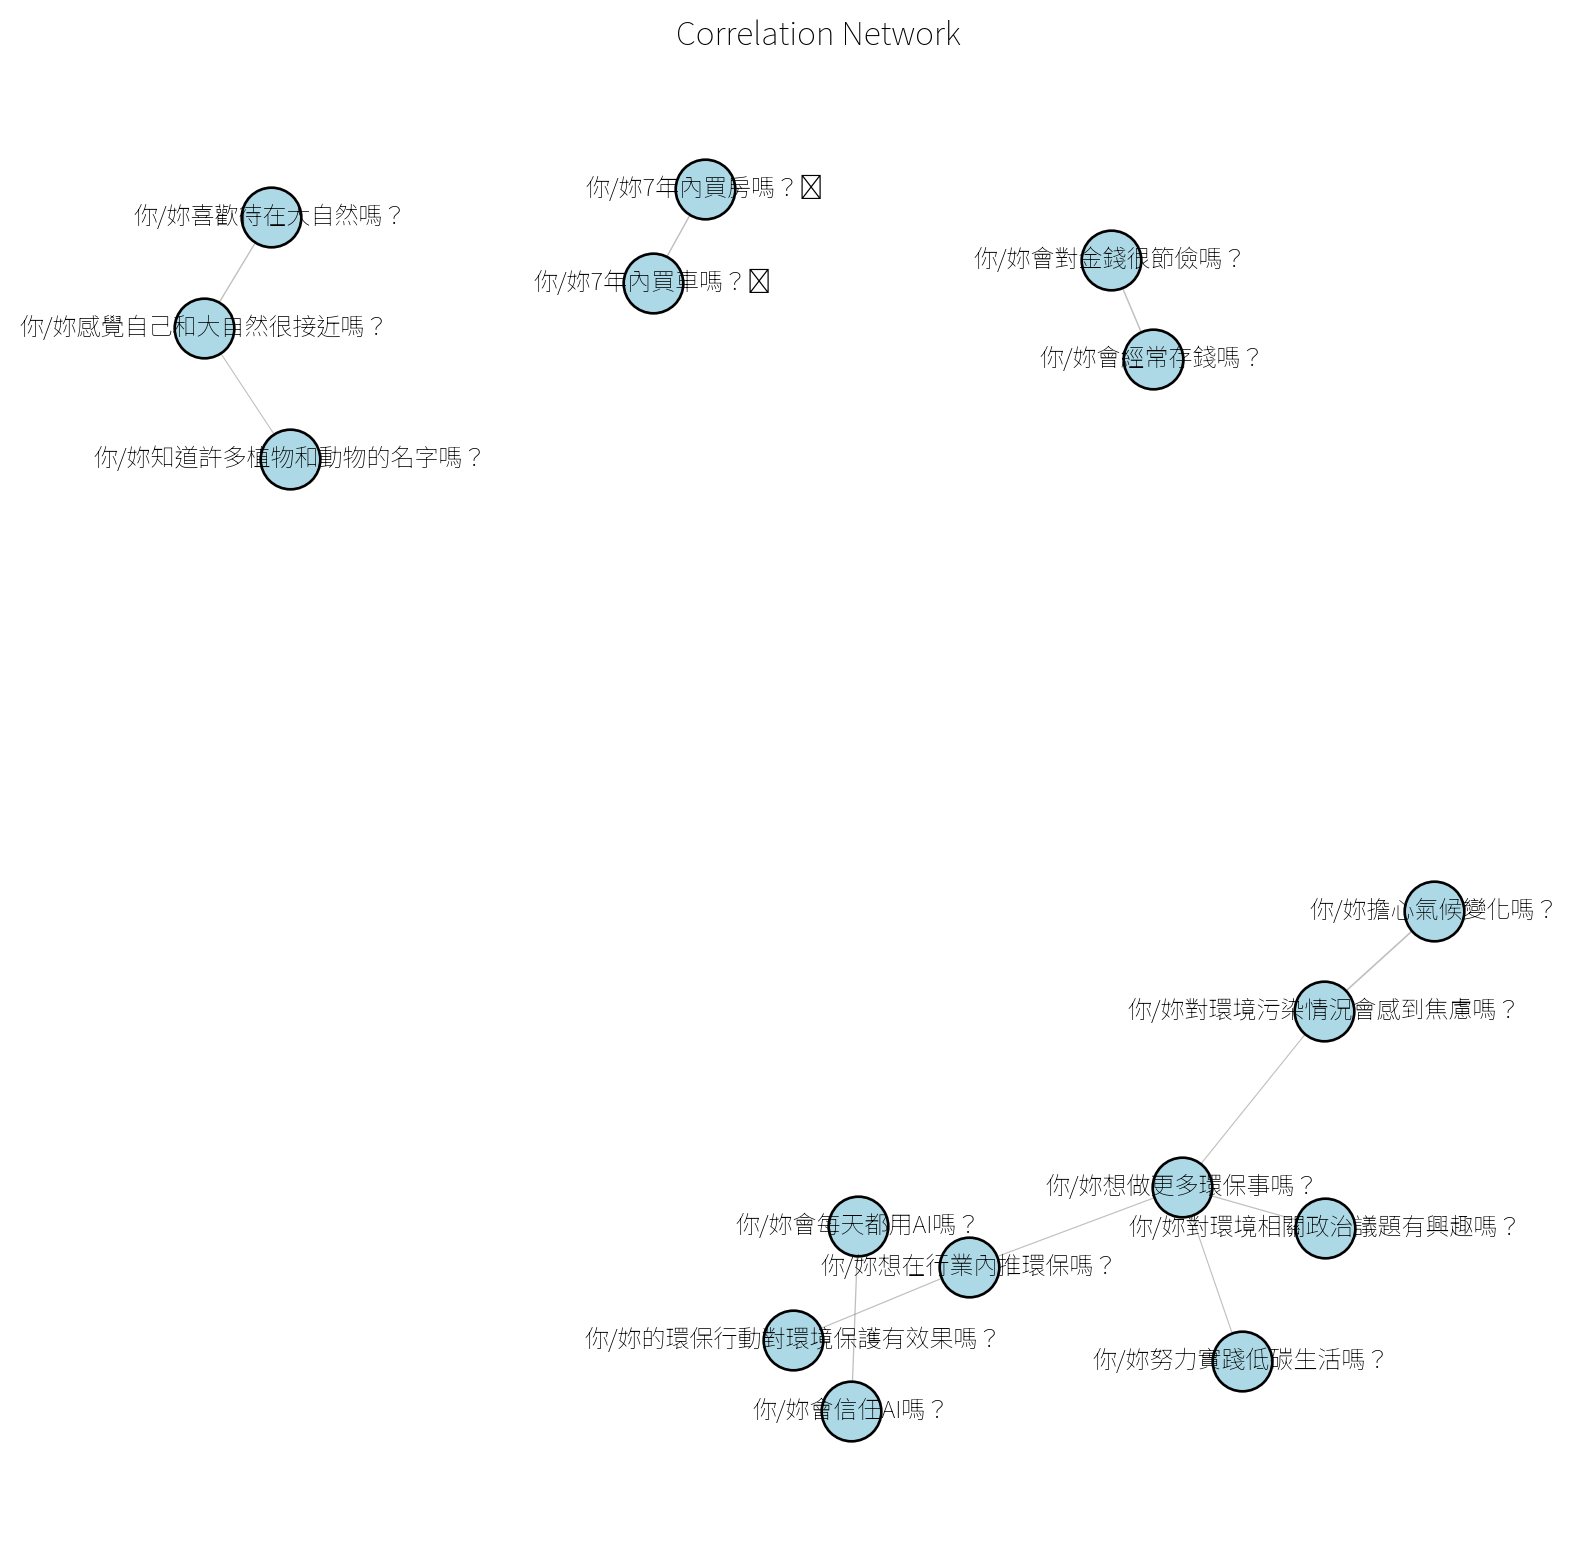 Correlation Network
你/妳7年內買房嗎？
你/妳喜歡待在大自然嗎？
你/妳會對金錢很節儉嗎？
你/妳7年內買車嗎？
你/妳感覺自己和大自然很接近嗎？
你/妳會經常存錢嗎？
你/妳知道許多植物和動物的名字嗎？
你/妳擔心氣候變化嗎？
你/妳對環境污染情況會感到焦慮嗎？
你/妳想做更多環保事嗎？
你/妳會每天都用AI嗎？
你/妳對環境相關政治議題有興趣嗎？
你/妳想在行業內推環保嗎？
你/妳的環保行動對環境保護有效果嗎？
你/妳努力實踐低碳生活嗎？
你/妳會信任AI嗎？